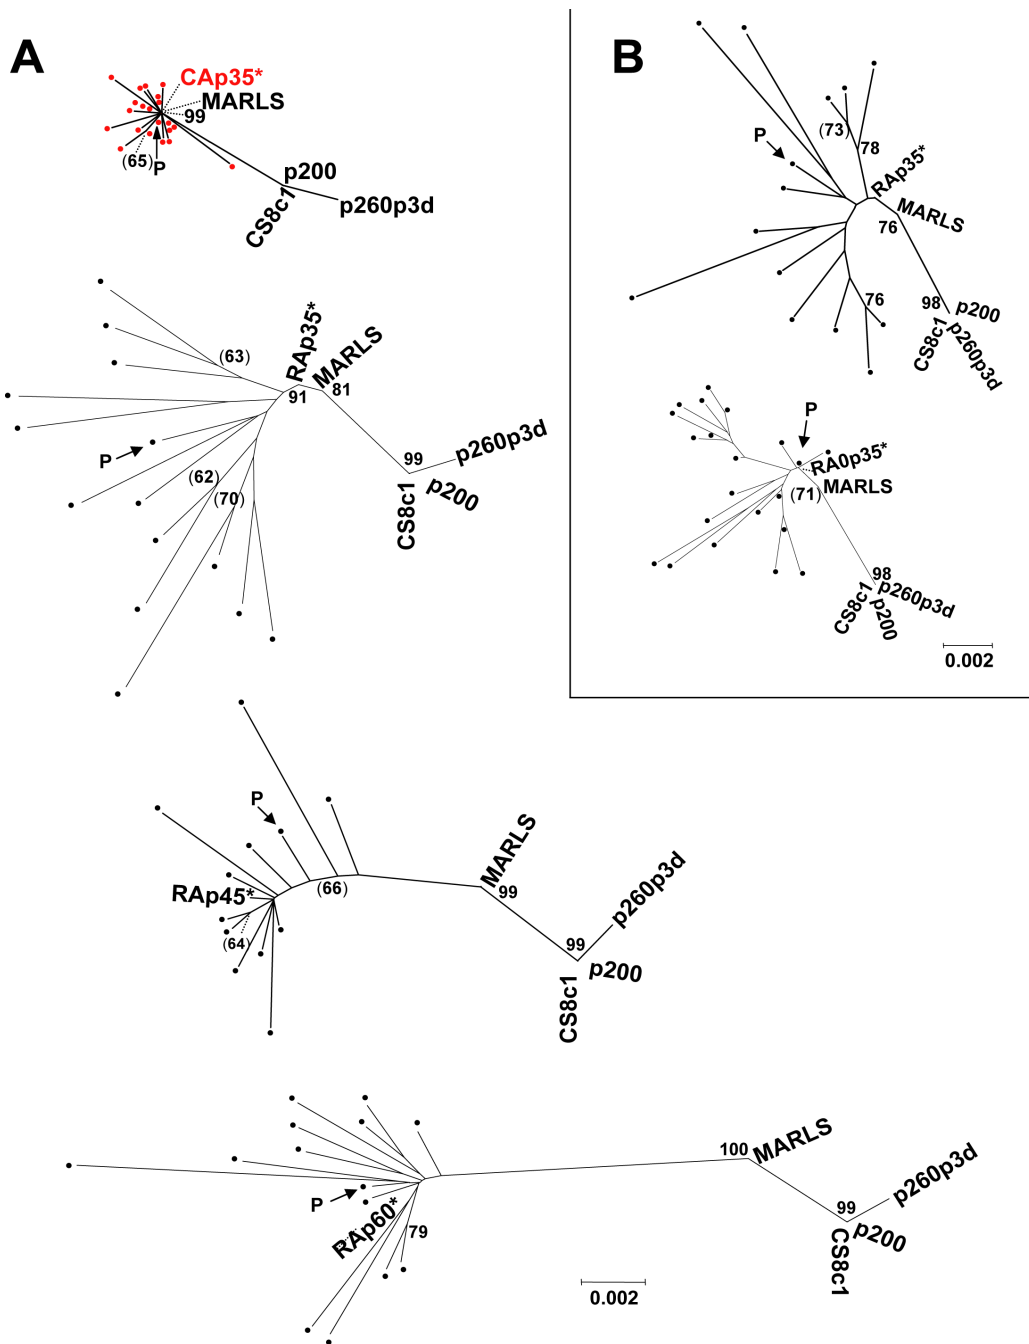 A
CAp35*
MARLS
99
(65)
P
p200
CS8c1
p260p3d
(63)
RAp35*
MARLS
91
81
P
(62)
(70)
99
p260p3d
p200
CS8c1
P
RAp45*
(66)
(64)
MARLS
99
p260p3d
99
p200
CS8c1
P
RAp60*
79
100
MARLS
p260p3d
99
p200
CS8c1
0.002
B
P
(73)
78
RAp35*
MARLS
76
76
98
p200
CS8c1
p260p3d
P
RA0p35*
MARLS
(71)
98
p260p3d
CS8c1
p200
0.002